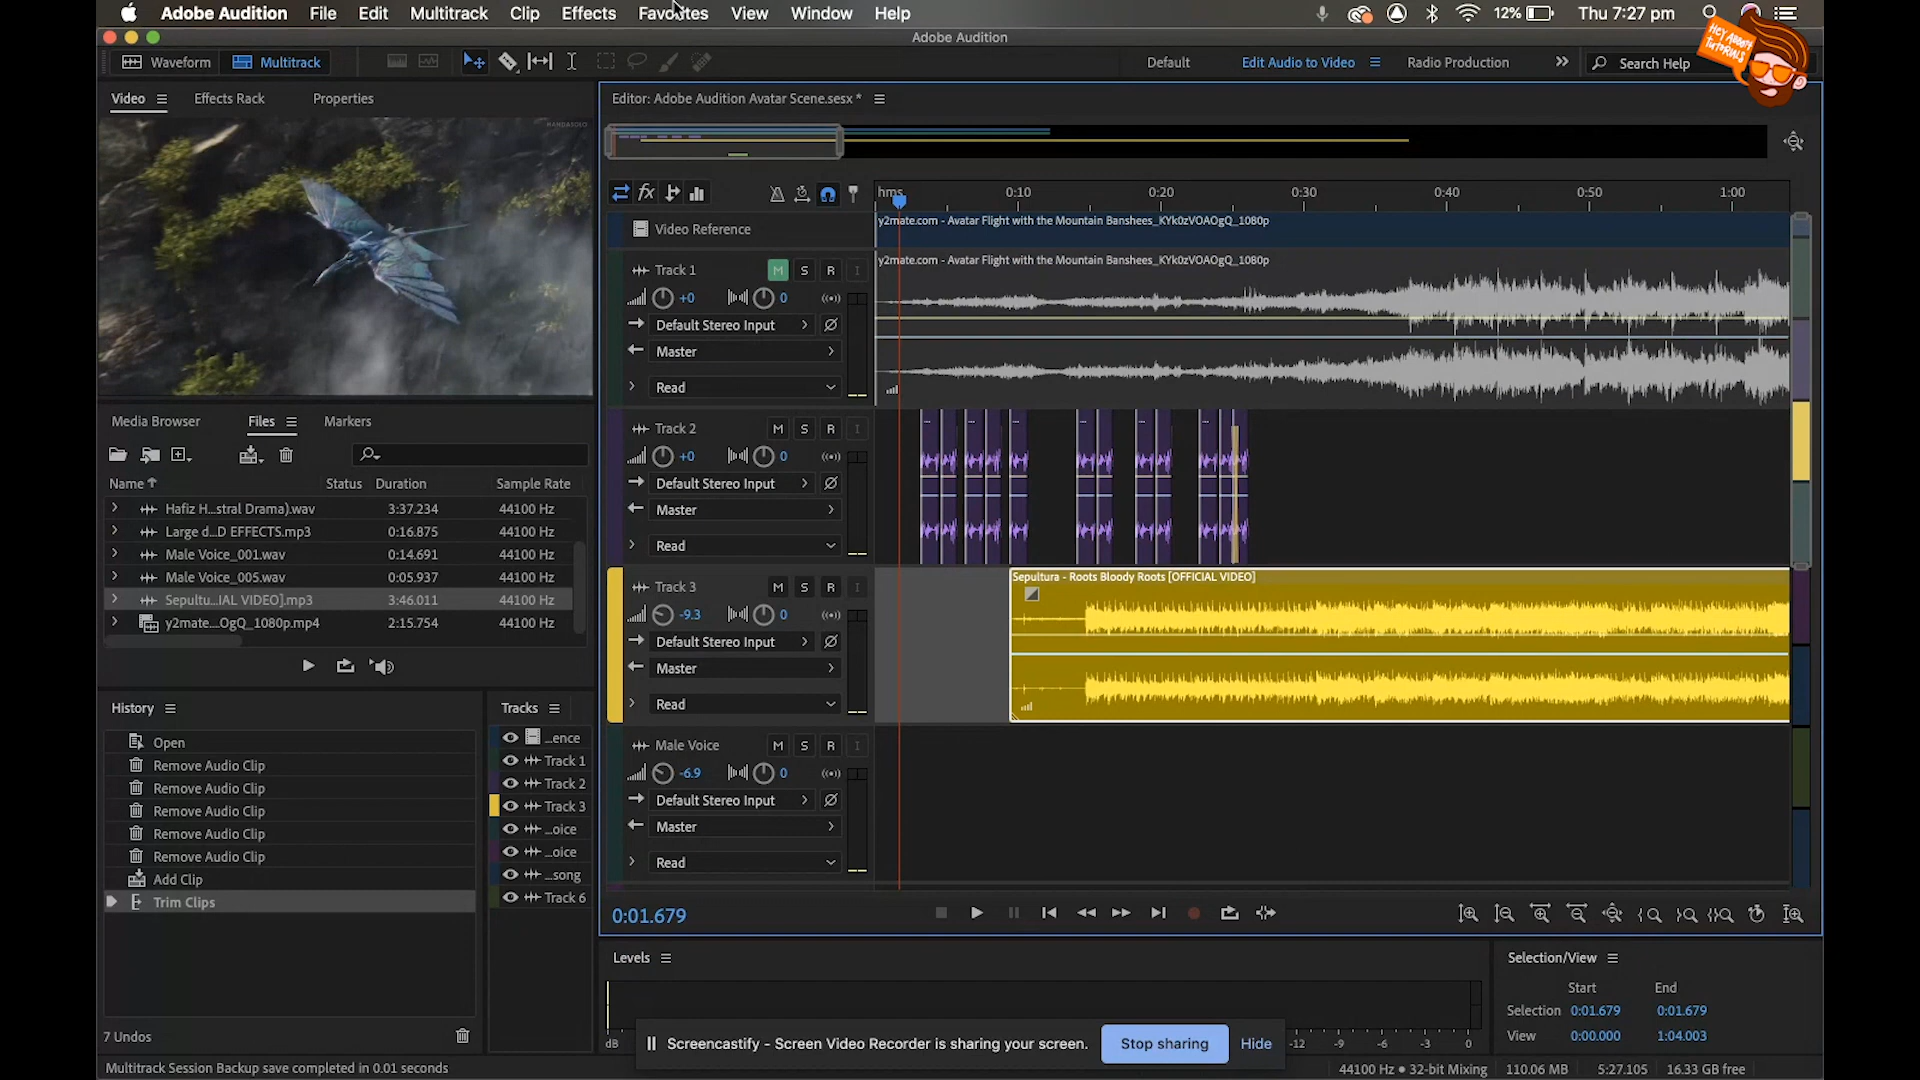 Adobe Audition File Edit Multitrack Clip Effects Favorites View Window Help 12% Thu 7:27 pm
Adobe Audition
Waveform Multitrack Default Edit Audio to Video Radio Production Search Help
HEY ADOBE TUTORIALS
Video Effects Rack Properties
Editor: Adobe Audition Avatar Scene.sesx *
hms 0:10 0:20 0:30 0:40 0:50 1:00
Video Reference
y2mate.com - Avatar Flight with the Mountain Banshees_KYk0zVOAOgQ_1080p
Track 1 M S R I
y2mate.com - Avatar Flight with the Mountain Banshees_KYk0zVOAOgQ_1080p
+0 0
Default Stereo Input
Master
Read
Track 2 M S R I
+0 0
Default Stereo Input
Master
Read
Track 3 M S R I
Sepultura - Roots Bloody Roots [OFFICIAL VIDEO]
-9.3 0
Default Stereo Input
Master
Read
Male Voice M S R I
-6.9 0
Default Stereo Input
Master
Read
0:01.679
Media Browser Files Markers
Name Status Duration Sample Rate
Hafiz H...stral Drama).wav 3:37.234 44100 Hz
Large d...D EFFECTS.mp3 0:16.875 44100 Hz
Male Voice_001.wav 0:14.691 44100 Hz
Male Voice_005.wav 0:05.937 44100 Hz
Sepultu...IAL VIDEO].mp3 3:46.011 44100 Hz
y2mate....OgQ_1080p.mp4 2:15.754 44100 Hz
History
Open
Remove Audio Clip
Remove Audio Clip
Remove Audio Clip
Remove Audio Clip
Remove Audio Clip
Add Clip
Trim Clips
7 Undos
Tracks
...ence
Track 1
Track 2
Track 3
...oice
...oice
...song
Track 6
Levels
dB -12 -9 -6 -3 0
Screencastify - Screen Video Recorder is sharing your screen. Stop sharing Hide
Selection/View
Start End
Selection 0:01.679 0:01.679
View 0:00.000 1:04.003
Multitrack Session Backup save completed in 0.01 seconds
44100 Hz • 32-bit Mixing 110.06 MB 5:27.105 16.33 GB free